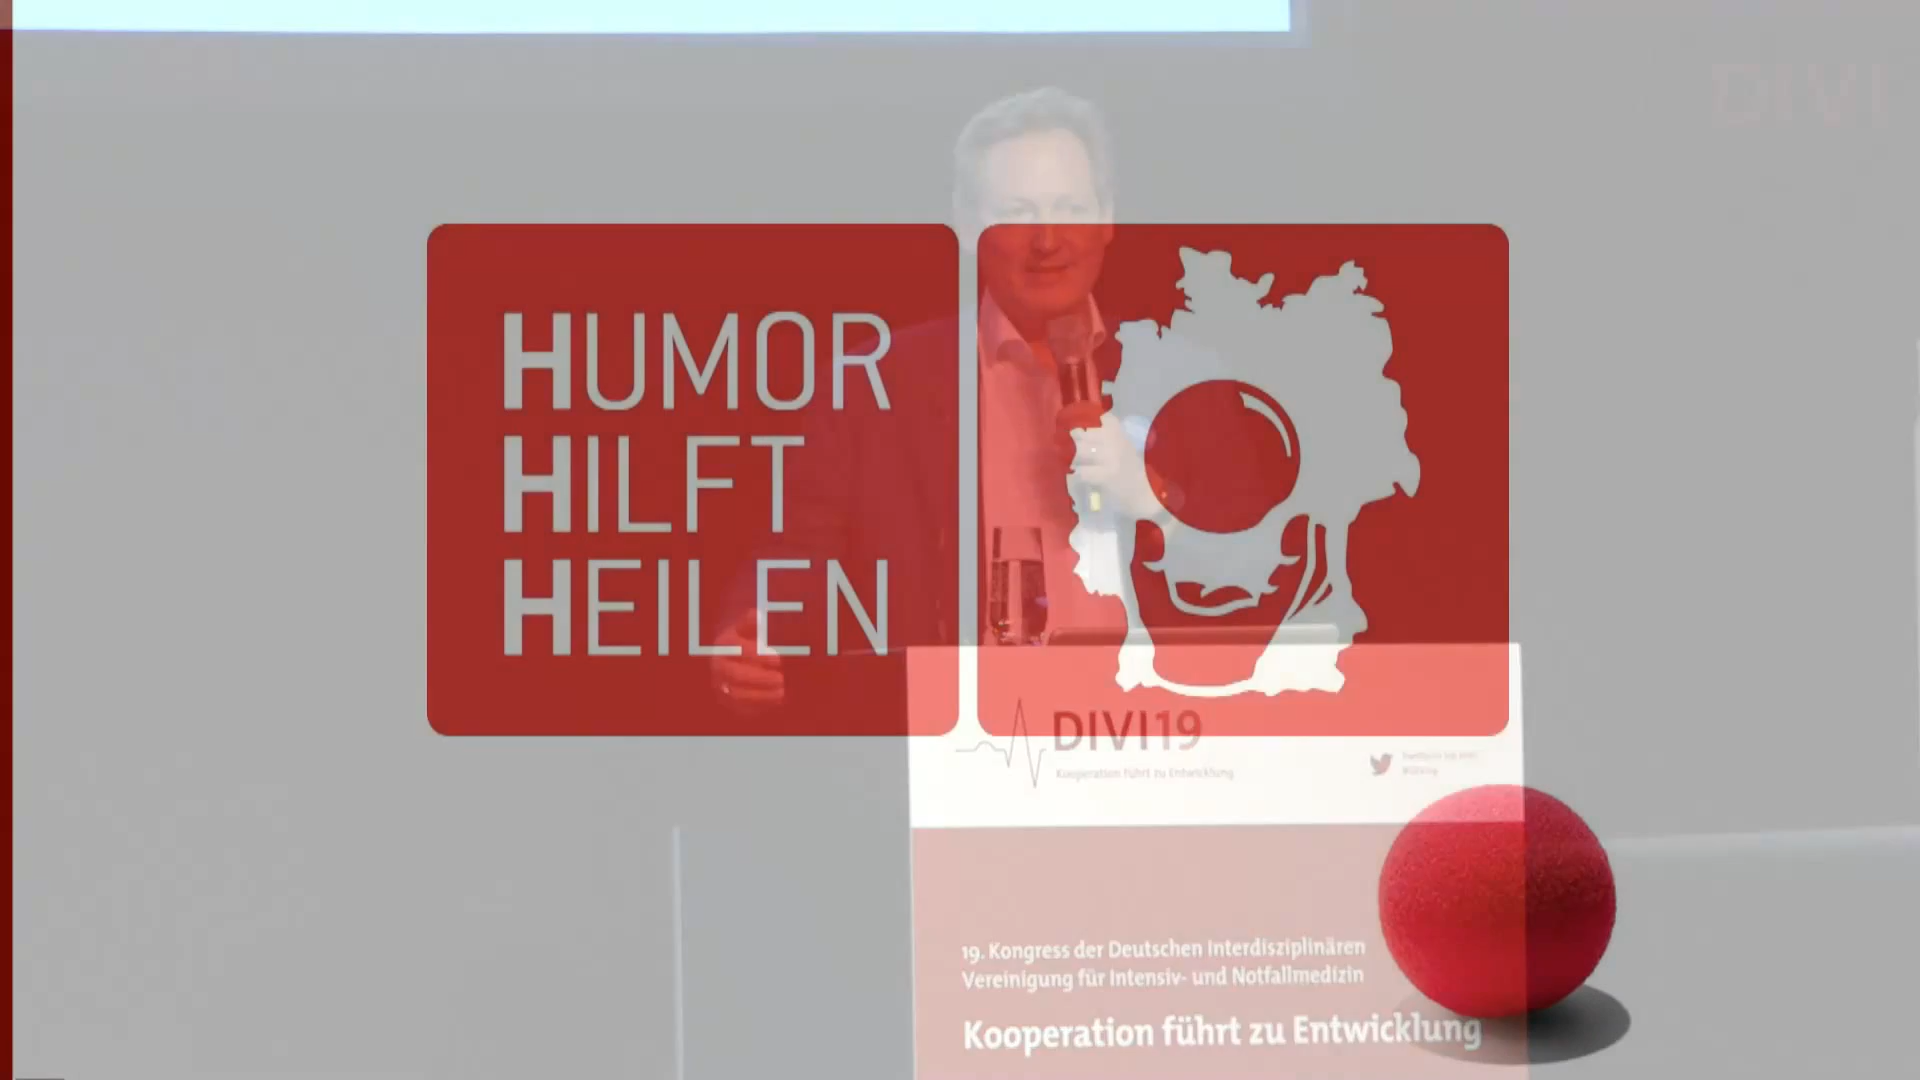 DIVI
HUMOR
HILFT
HEILEN
DIVI19
Kooperation führt zu Entwicklung
19. Kongress der Deutschen Interdisziplinären
Vereinigung für Intensiv- und Notfallmedizin
Kooperation führt zu Entwicklung